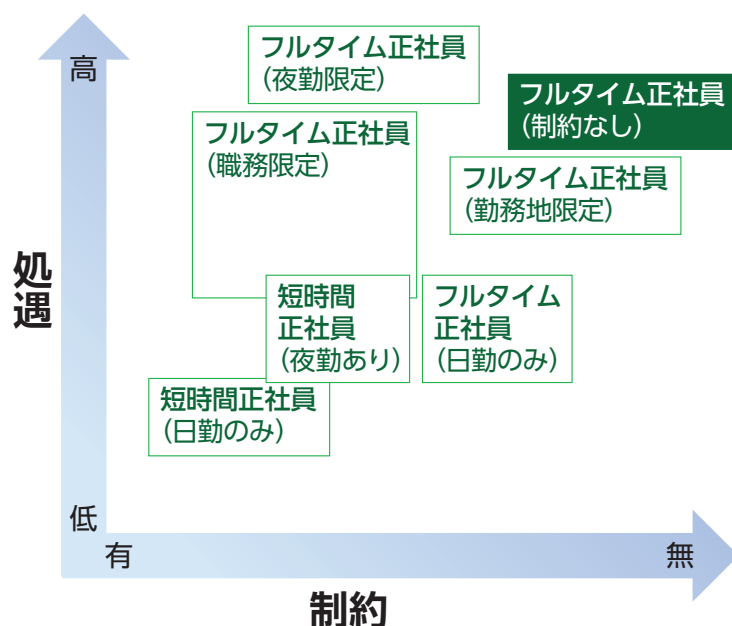 高
フルタイム正社員
（夜勤限定）
フルタイム正社員
（制約なし）
フルタイム正社員
（職務限定）
フルタイム正社員
（勤務地限定）
処遇
短時間
正社員
（夜勤あり）
フルタイム
正社員
（日勤のみ）
短時間正社員
（日勤のみ）
低
有
無
制約